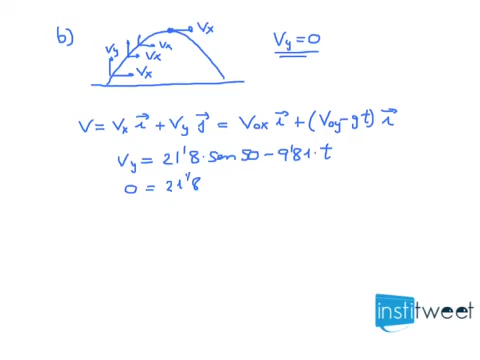 b)
Vx
Vy = 0
Vy
Vx
Vx
Vx
V = Vx i⃗ + Vy j⃗ = Vox i⃗ + (Voy - gt) i⃗
Vy = 21'8 · sen 50 - 9'81 · t
0 = 21'8
institweet